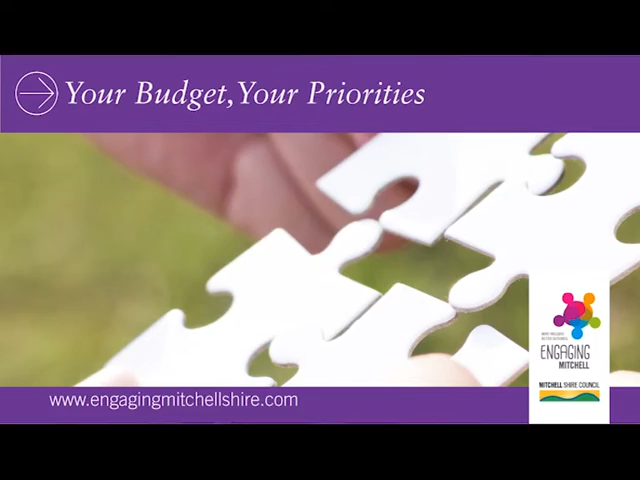 Your Budget, Your Priorities
ENGAGING
MITCHELL
MITCHELL SHIRE COUNCIL
www.engagingmitchellshire.com